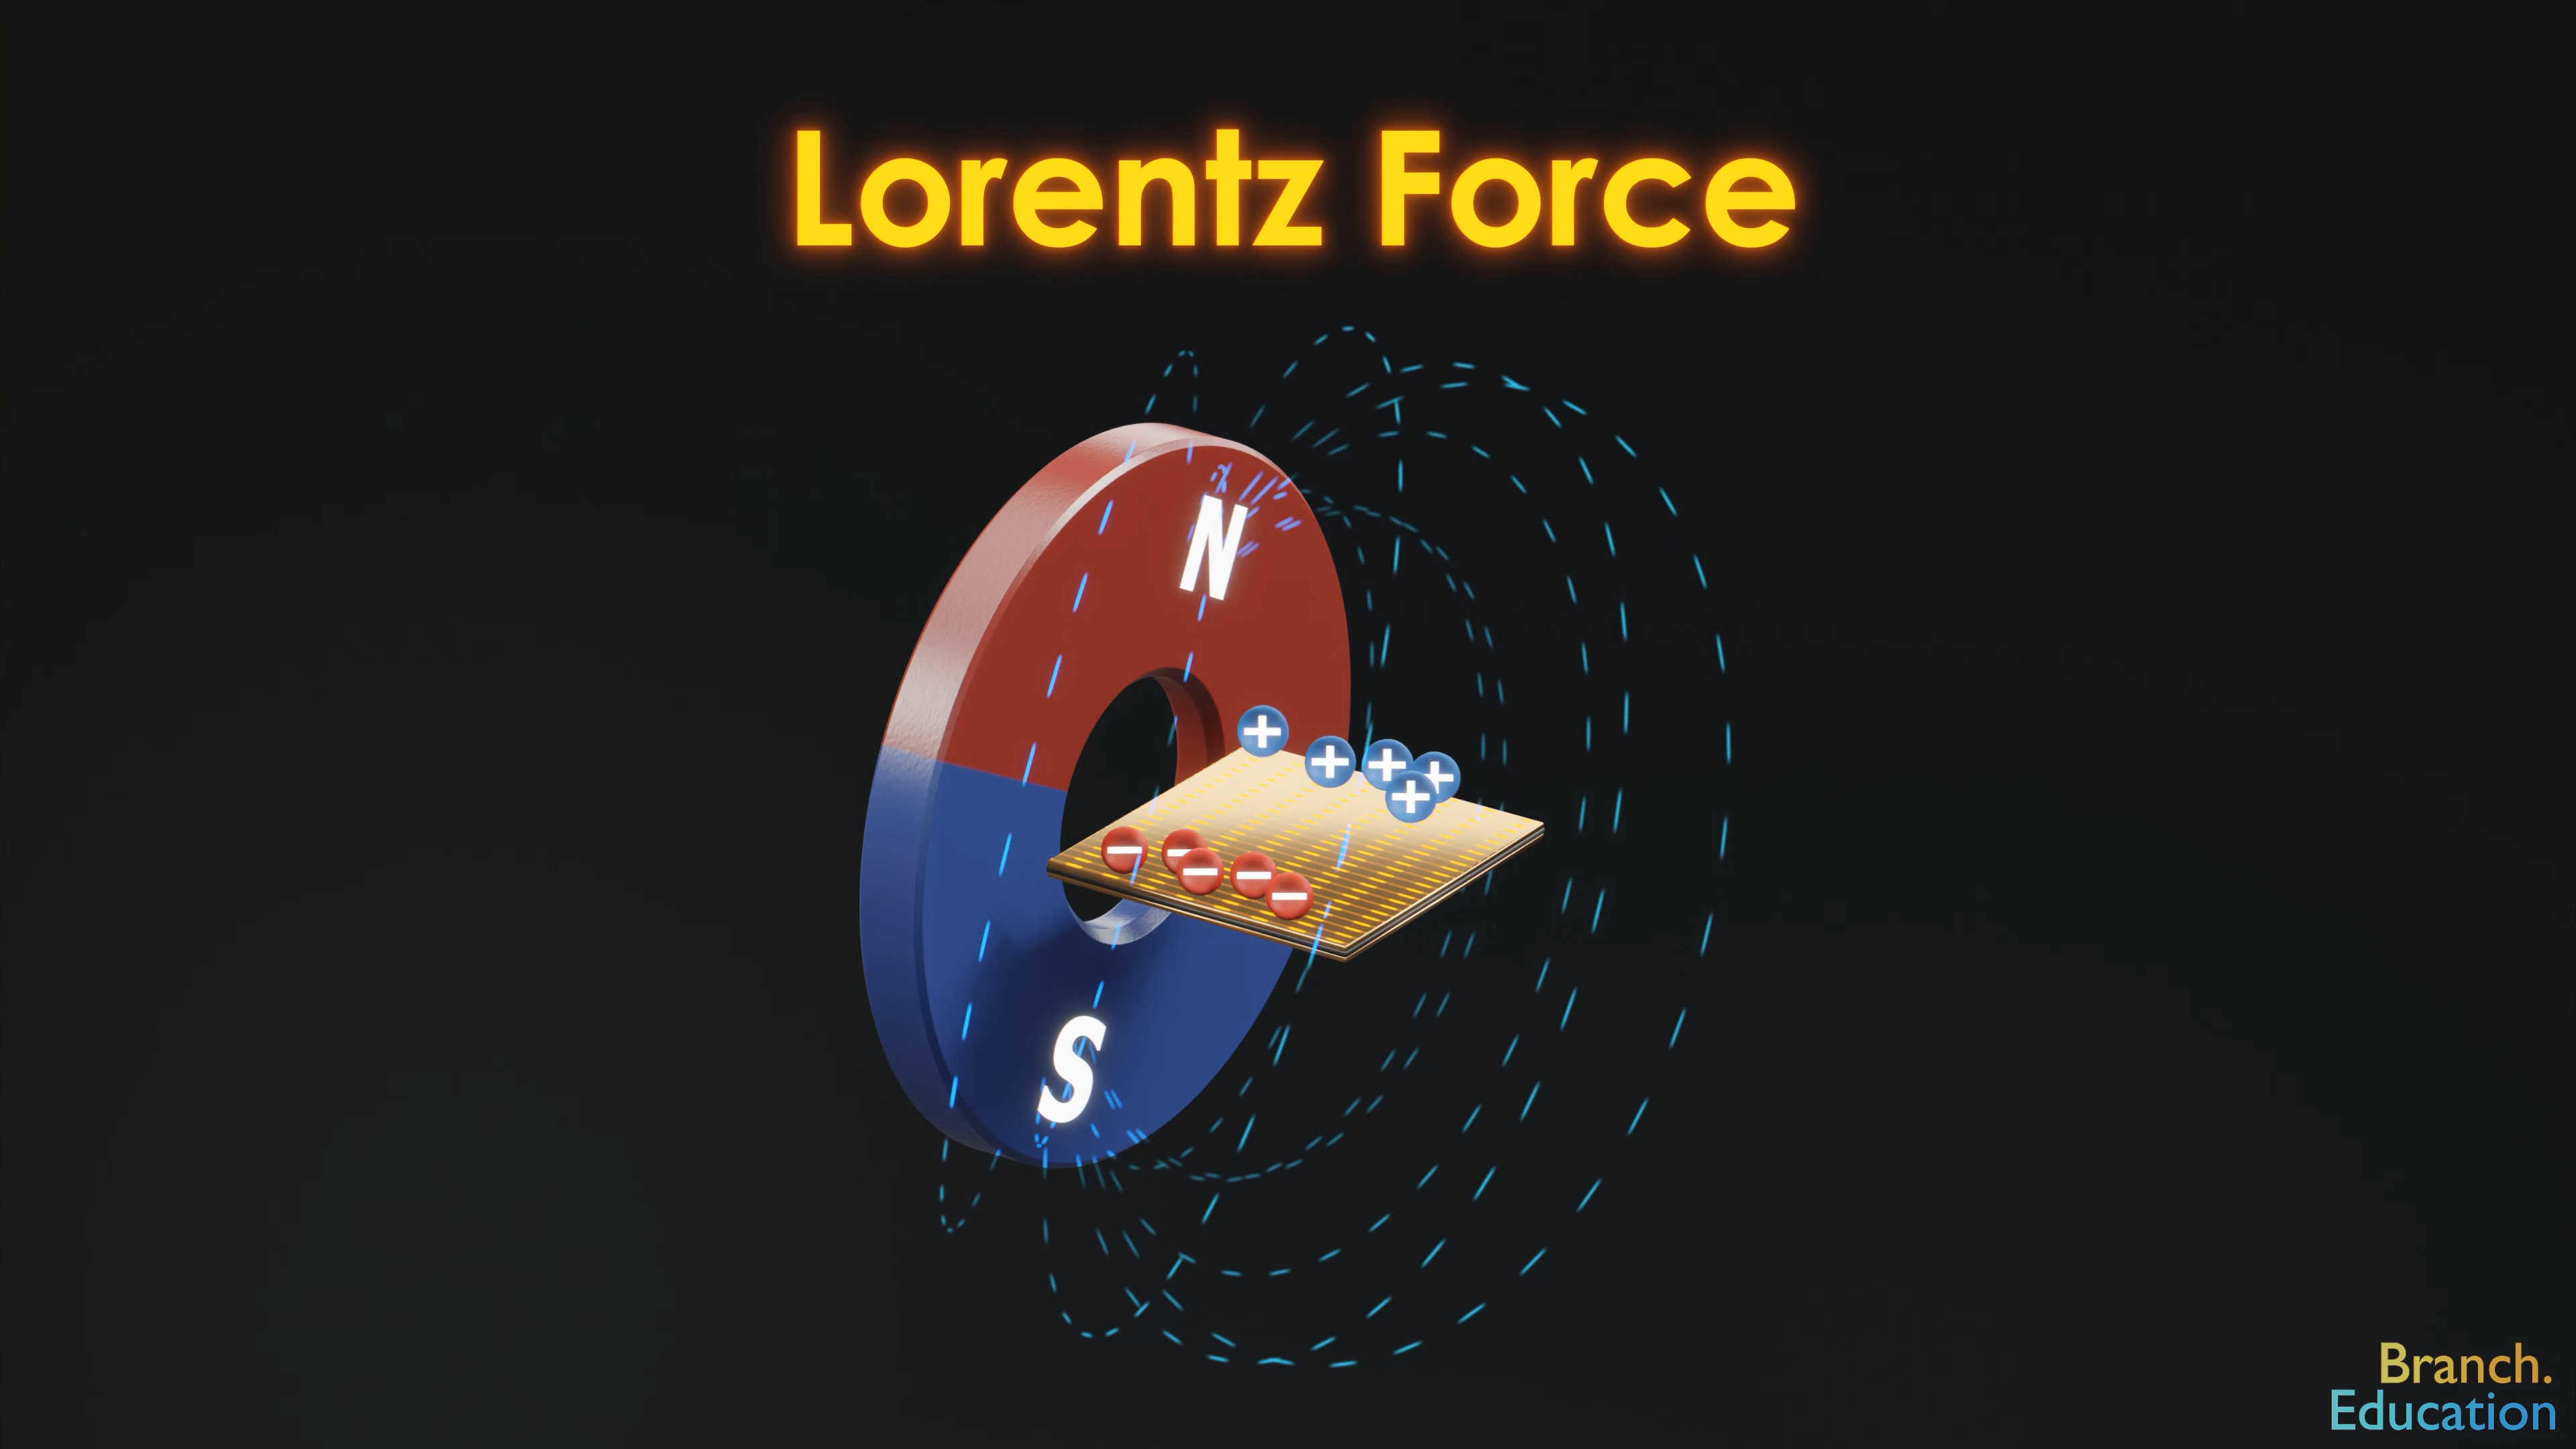 Lorentz Force
N
+
+
+
+
+
−
−
−
−
−
S
Branch.
Education